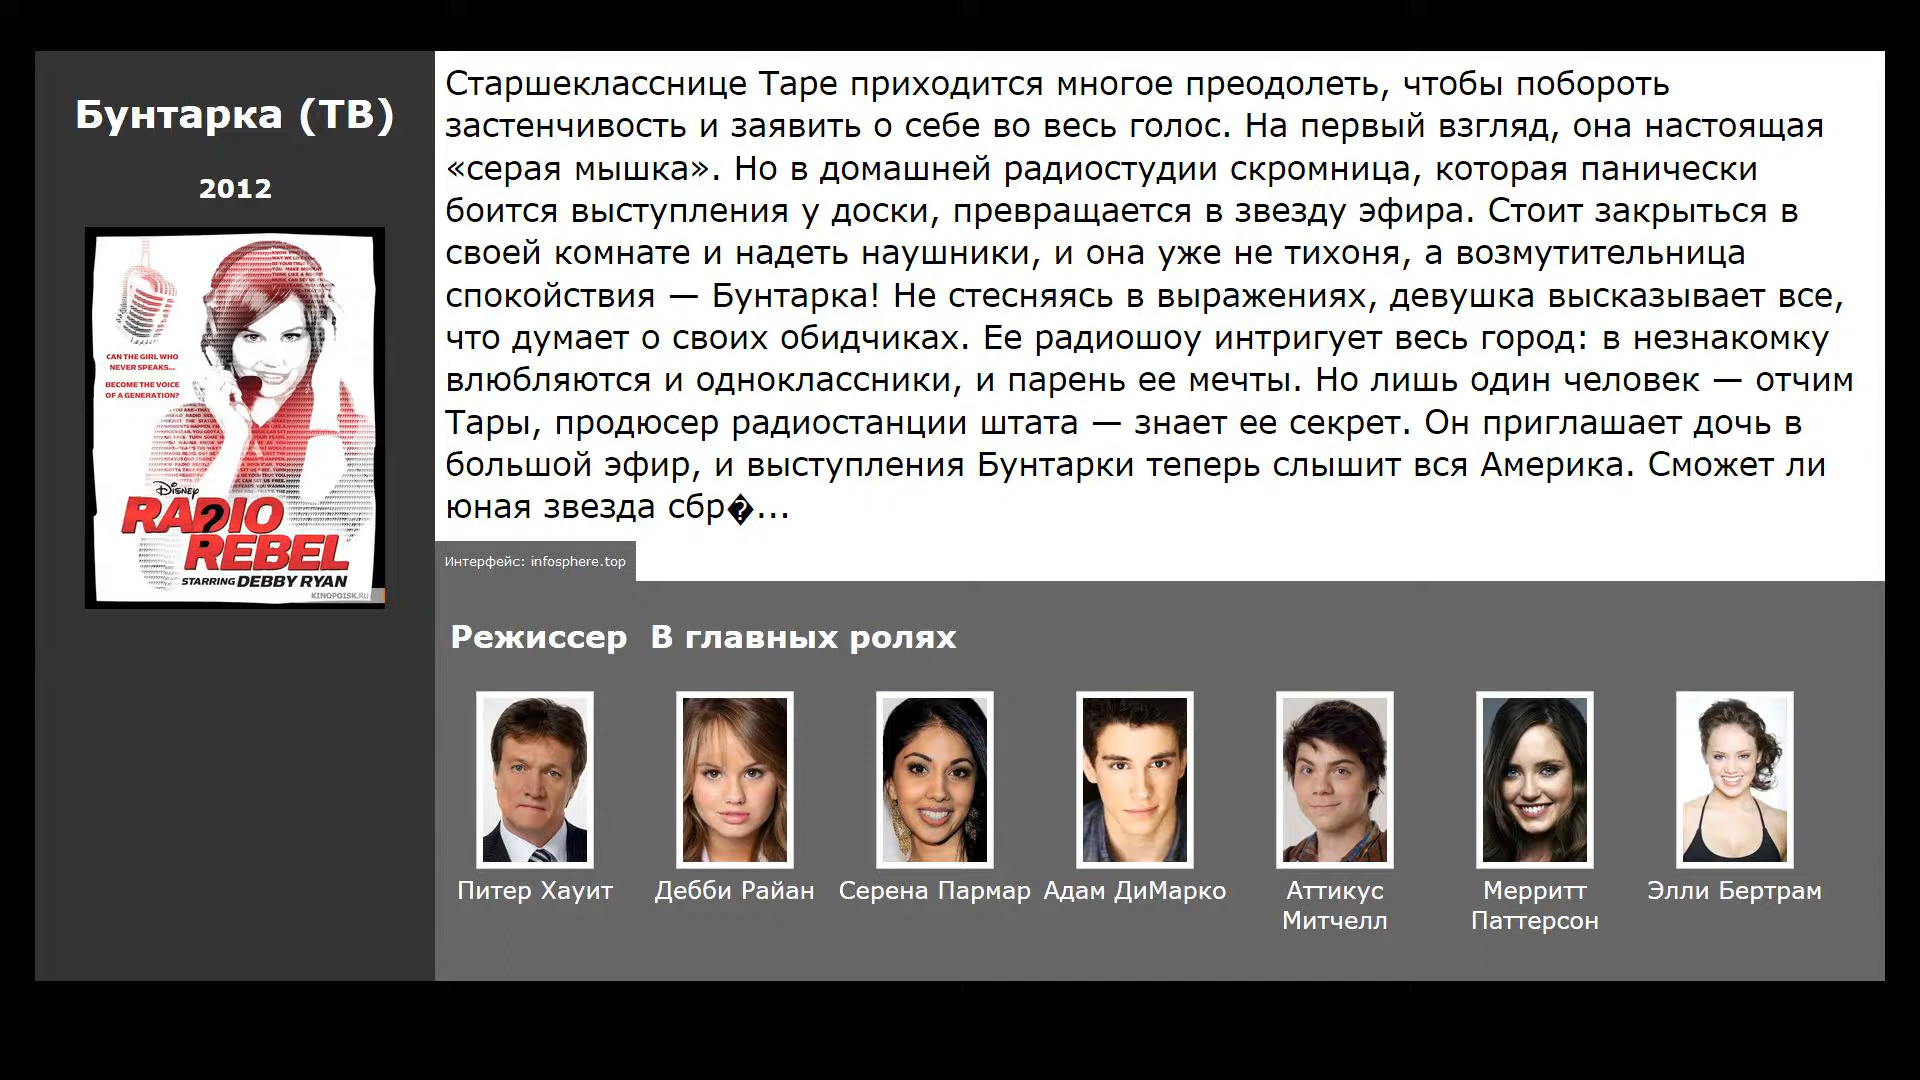 Бунтарка (ТВ)
2012
CAN THE GIRL WHO
NEVER SPEAKS...
BECOME THE VOICE
OF A GENERATION?
Disney
RADIO
REBEL
STARRING DEBBY RYAN
KINOPOISK.RU
Старшекласснице Таре приходится многое преодолеть, чтобы побороть
застенчивость и заявить о себе во весь голос. На первый взгляд, она настоящая
«серая мышка». Но в домашней радиостудии скромница, которая панически
боится выступления у доски, превращается в звезду эфира. Стоит закрыться в
своей комнате и надеть наушники, и она уже не тихоня, а возмутительница
спокойствия — Бунтарка! Не стесняясь в выражениях, девушка высказывает все,
что думает о своих обидчиках. Ее радиошоу интригует весь город: в незнакомку
влюбляются и одноклассники, и парень ее мечты. Но лишь один человек — отчим
Тары, продюсер радиостанции штата — знает ее секрет. Он приглашает дочь в
большой эфир, и выступления Бунтарки теперь слышит вся Америка. Сможет ли
юная звезда сбр�...
Интерфейс: infosphere.top
Режиссер В главных ролях
Питер Хауит
Дебби Райан
Серена Пармар
Адам ДиМарко
Аттикус
Митчелл
Мерритт
Паттерсон
Элли Бертрам